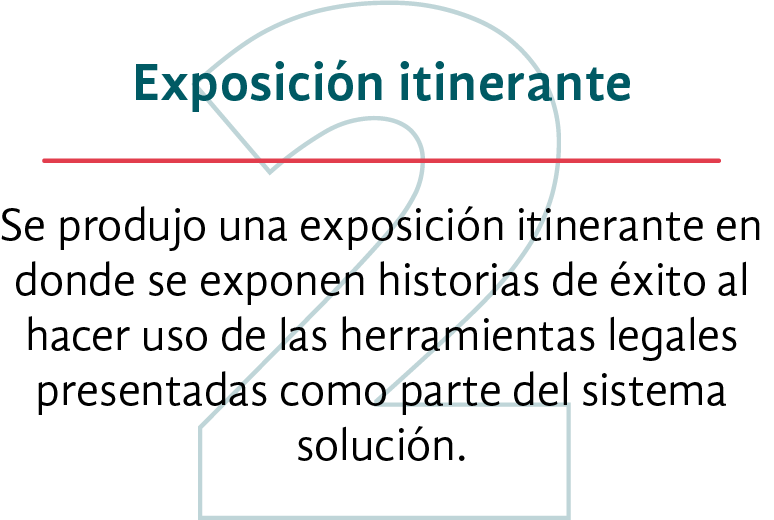 2
Exposición itinerante
Se produjo una exposición itinerante en
donde se exponen historias de éxito al
hacer uso de las herramientas legales
presentadas como parte del sistema
solución.